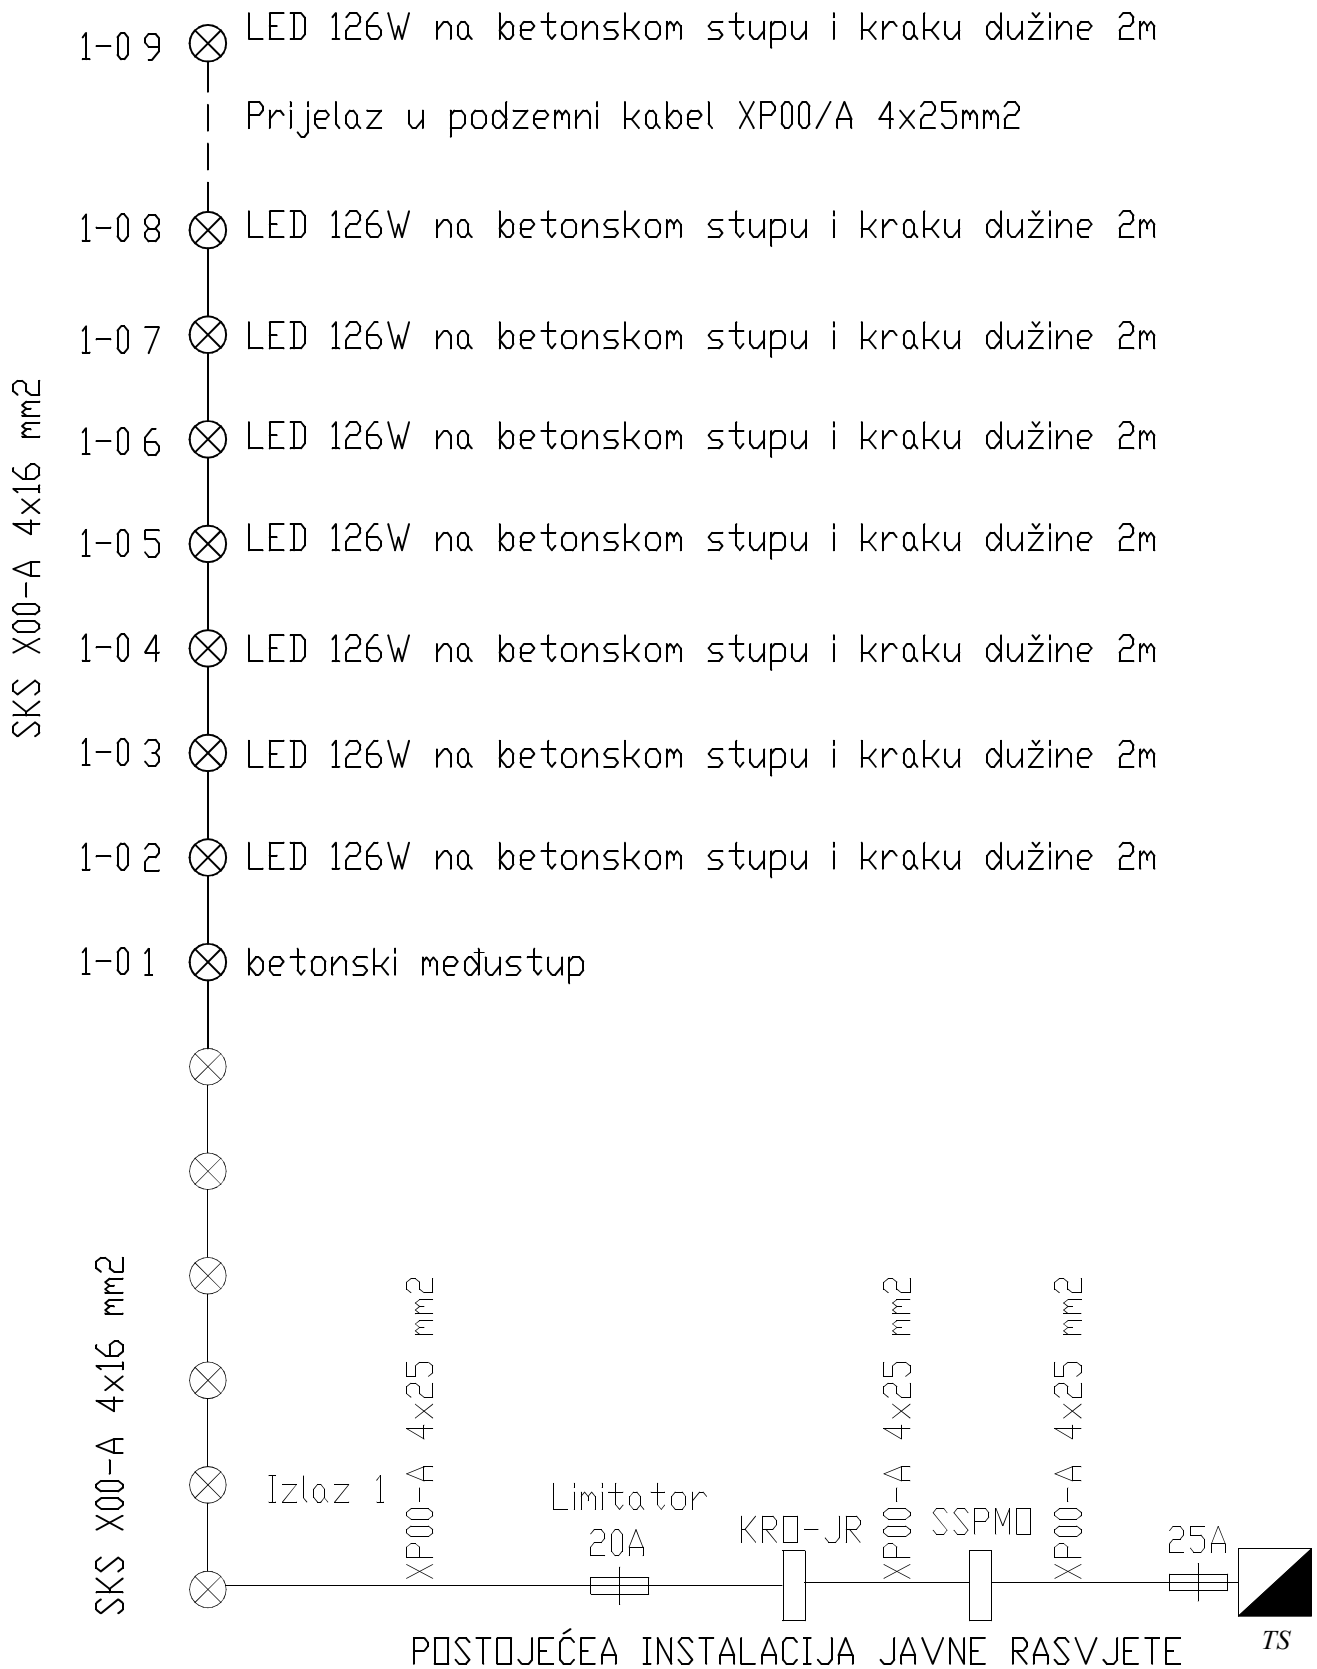 1-09 LED 126W na betonskom stupu i kraku dužine 2m
Prijelaz u podzemni kabel XP00/A 4x25mm2
1-08 LED 126W na betonskom stupu i kraku dužine 2m
1-07 LED 126W na betonskom stupu i kraku dužine 2m
1-06 LED 126W na betonskom stupu i kraku dužine 2m
1-05 LED 126W na betonskom stupu i kraku dužine 2m
1-04 LED 126W na betonskom stupu i kraku dužine 2m
1-03 LED 126W na betonskom stupu i kraku dužine 2m
1-02 LED 126W na betonskom stupu i kraku dužine 2m
1-01 betonski međustup
SKS X00-A 4x16 mm2
SKS X00-A 4x16 mm2
Izlaz 1
XP00-A 4x25 mm2
Limitator
20A
KRO-JR
XP00-A 4x25 mm2
SSPMO
XP00-A 4x25 mm2
25A
TS
POSTOJEĆEA INSTALACIJA JAVNE RASVJETE